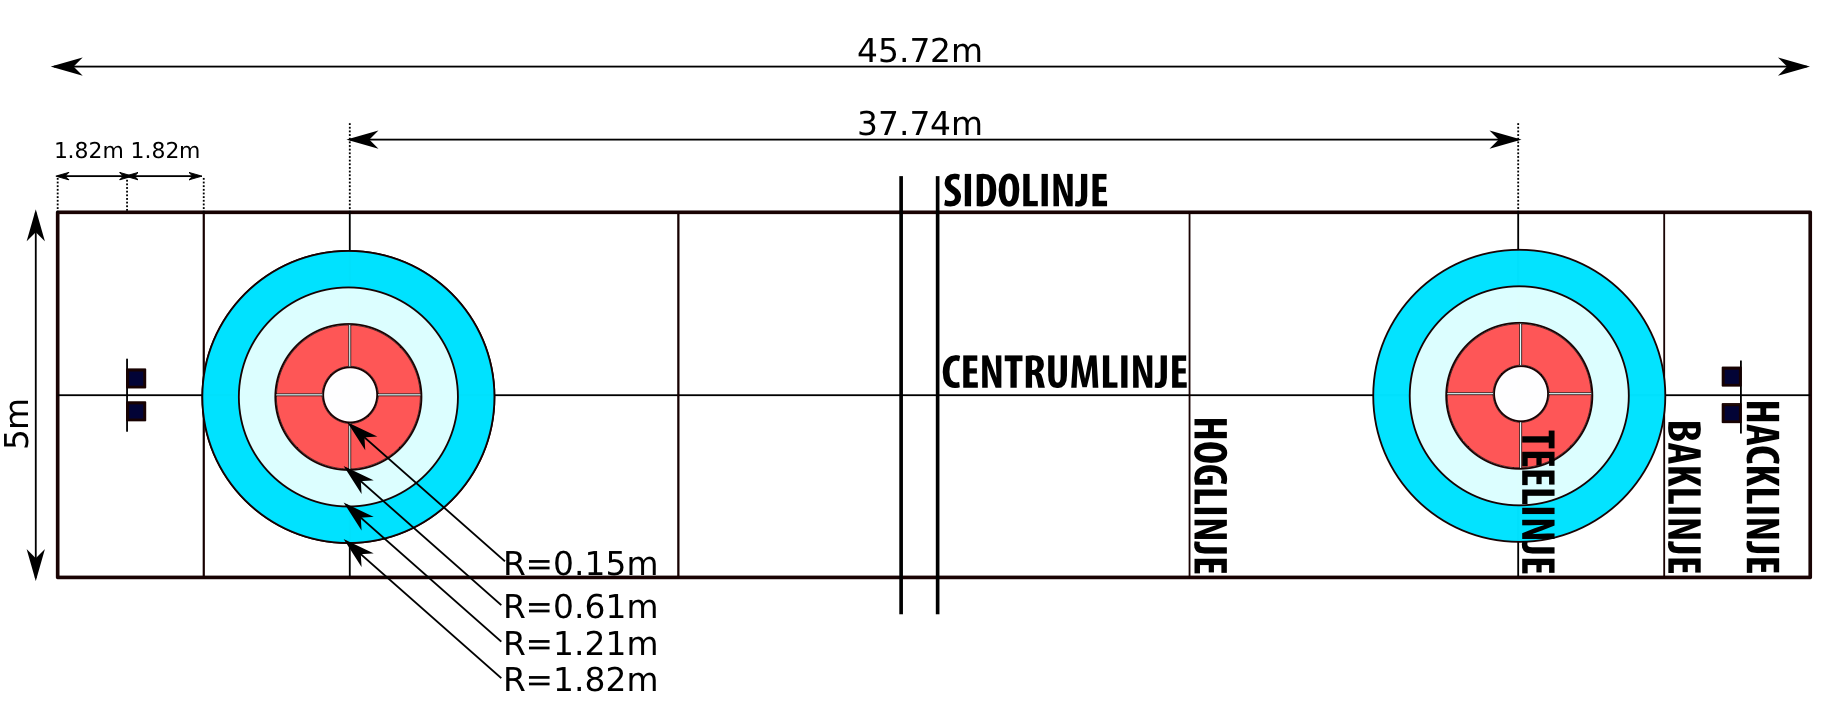 45.72m
37.74m
1.82m 1.82m
SIDOLINJE
CENTRUMLINJE
5m
HOGLINJE
TEELINJE
BAKLINJE
HACKLINJE
R=0.15m
R=0.61m
R=1.21m
R=1.82m